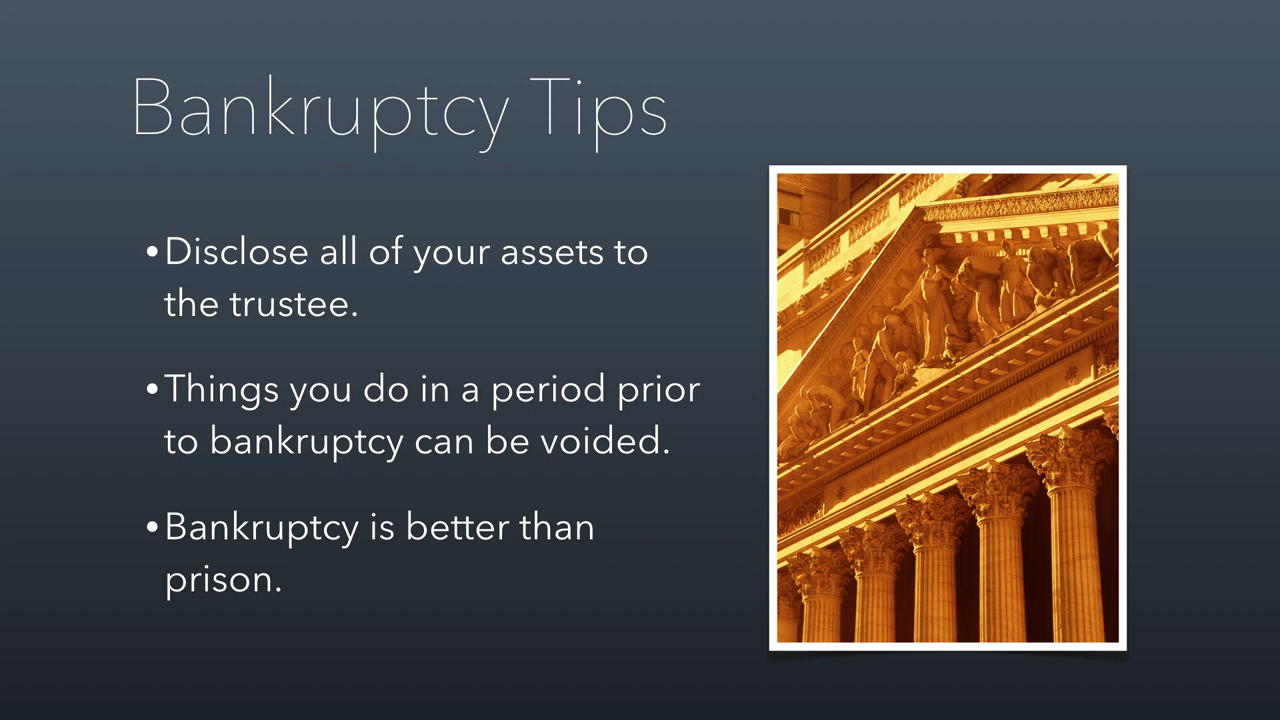 Bankruptcy Tips
•Disclose all of your assets to
the trustee.
•Things you do in a period prior
to bankruptcy can be voided.
•Bankruptcy is better than
prison.